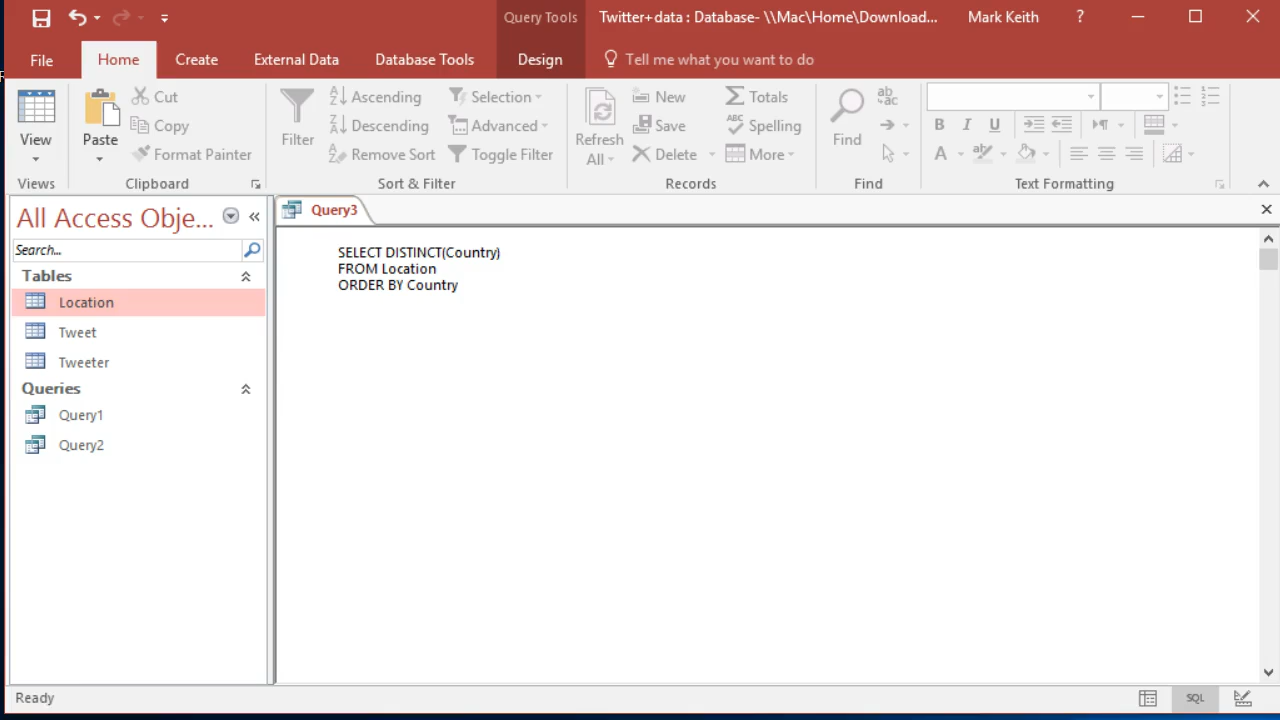 Query Tools
Twitter+data : Database- \\Mac\Home\Download...
Mark Keith
?
File
Home
Create
External Data
Database Tools
Design
Tell me what you want to do
View
Paste
Cut
Copy
Format Painter
Filter
Ascending
Descending
Remove Sort
Selection
Advanced
Toggle Filter
Refresh
All
New
Save
Delete
Totals
Spelling
More
Find
Views
Clipboard
Sort & Filter
Records
Find
Text Formatting
All Access Obje...
Search...
Tables
Location
Tweet
Tweeter
Queries
Query1
Query2
Query3
SELECT DISTINCT(Country)
FROM Location
ORDER BY Country
Ready
SQL